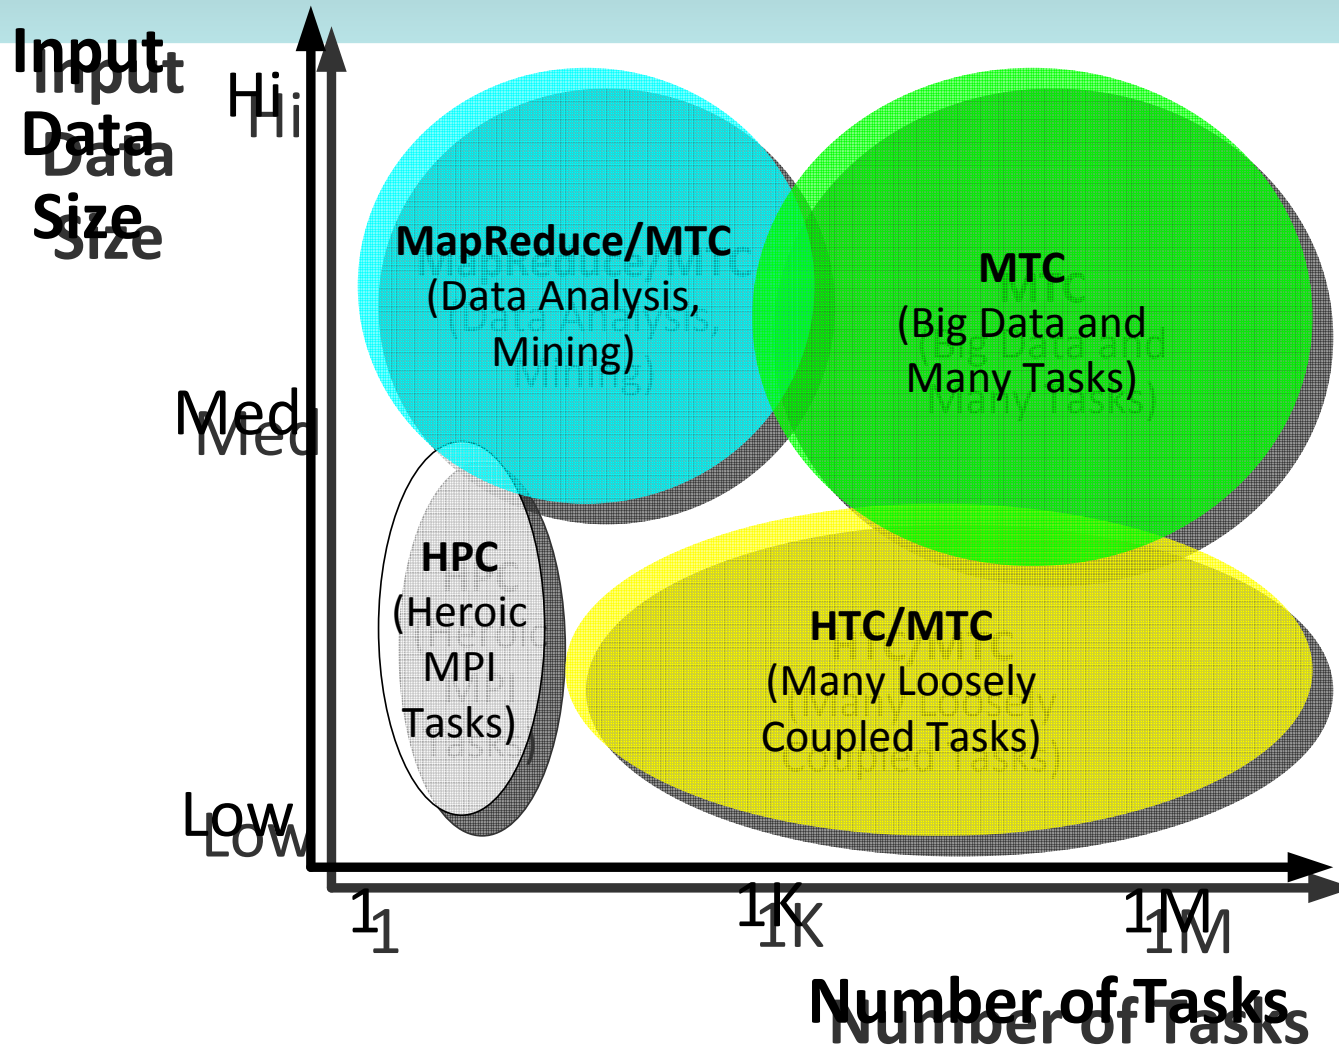 Input
Data
Size
Hi
Med
Low
MapReduce/MTC
(Data Analysis,
Mining)
MTC
(Big Data and
Many Tasks)
HPC
(Heroic
MPI
Tasks)
HTC/MTC
(Many Loosely
Coupled Tasks)
1
1K
1M
Number of Tasks